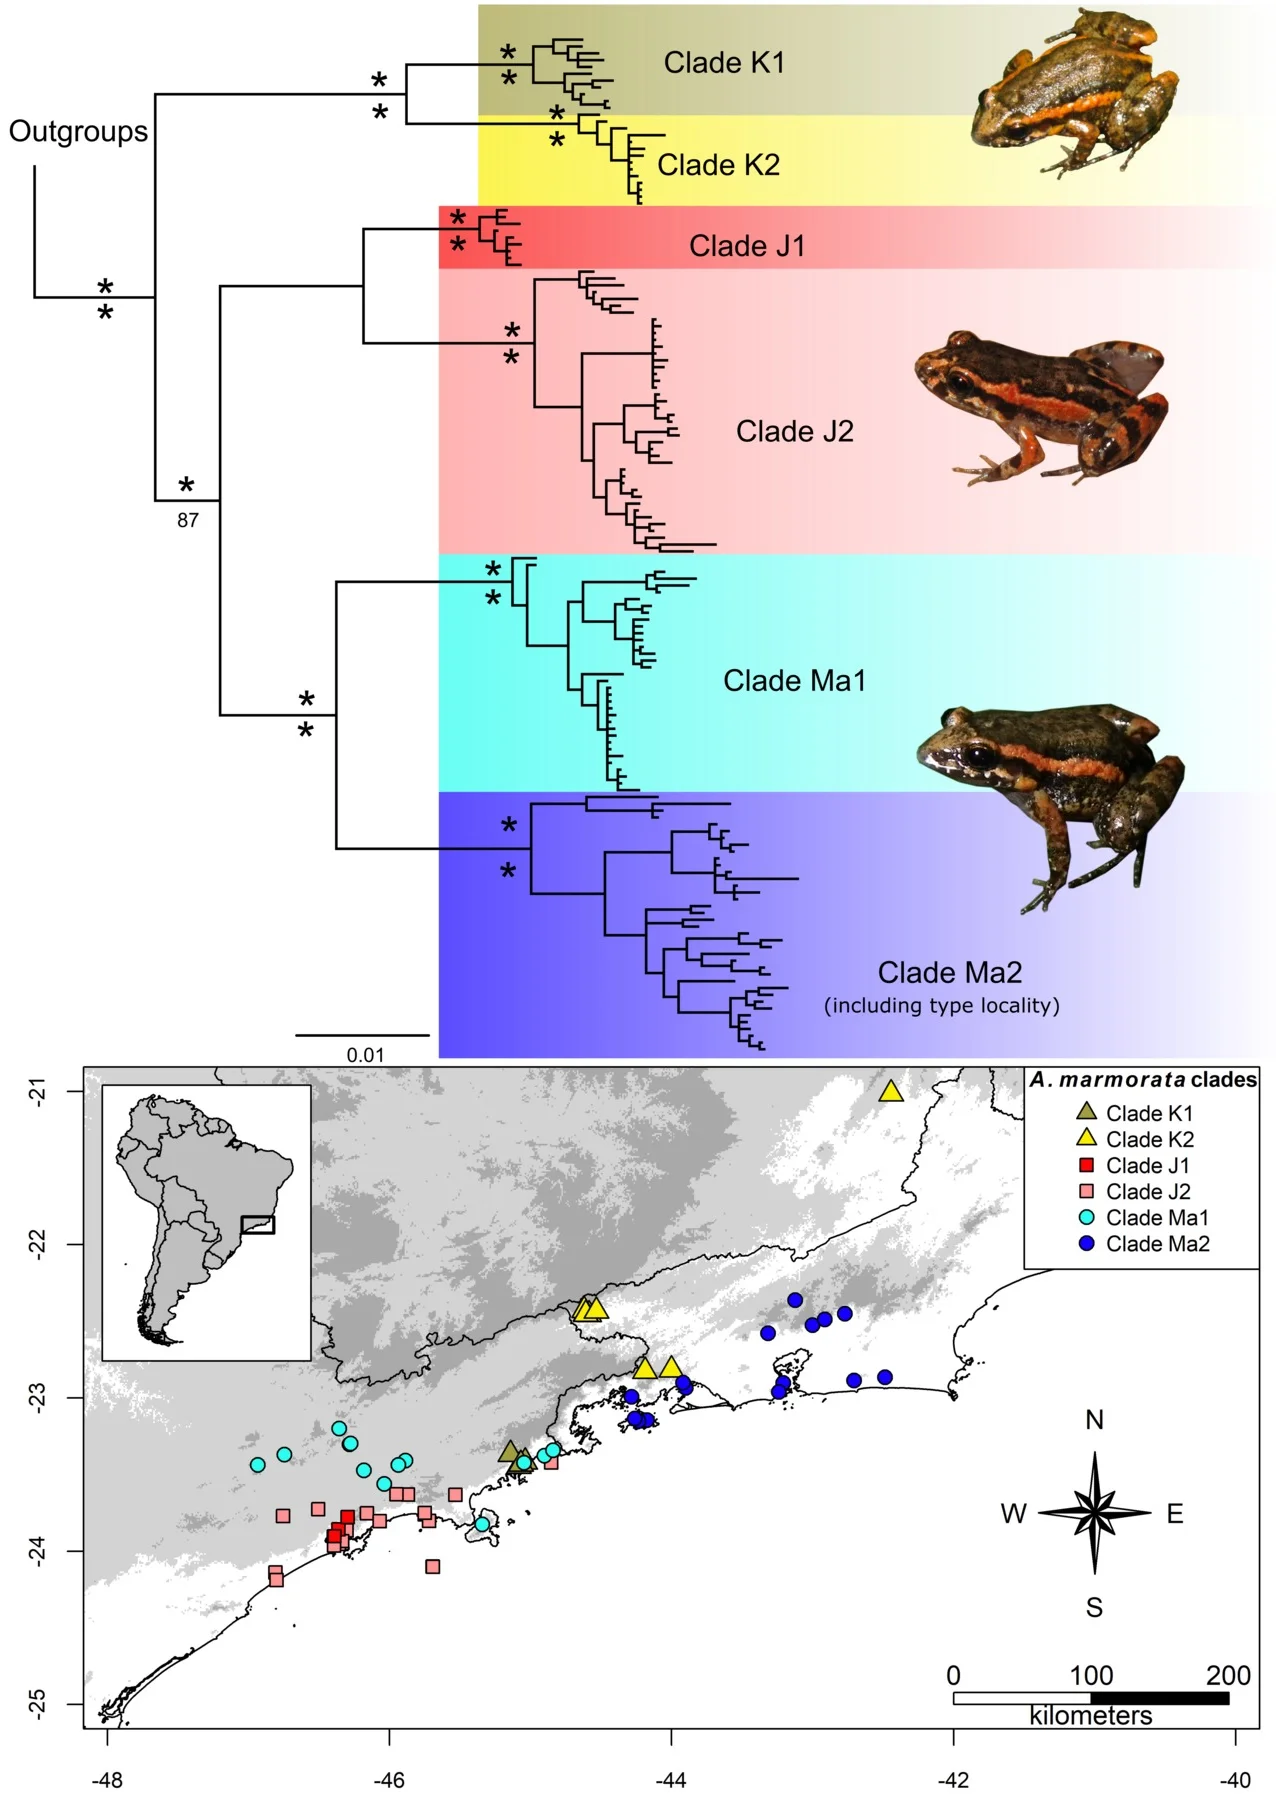 *
*
Clade K1
*
*
*
*
Outgroups
Clade K2
*
*
Clade J1
*
*
*
*
Clade J2
*
87
*
*
Clade Ma1
*
*
*
*
Clade Ma2
(including type locality)
0.01
A. marmorata clades
Clade K1
Clade K2
Clade J1
Clade J2
Clade Ma1
Clade Ma2
-21
-22
-23
-24
-25
N
W
E
S
0 100 200
kilometers
-48 -46 -44 -42 -40